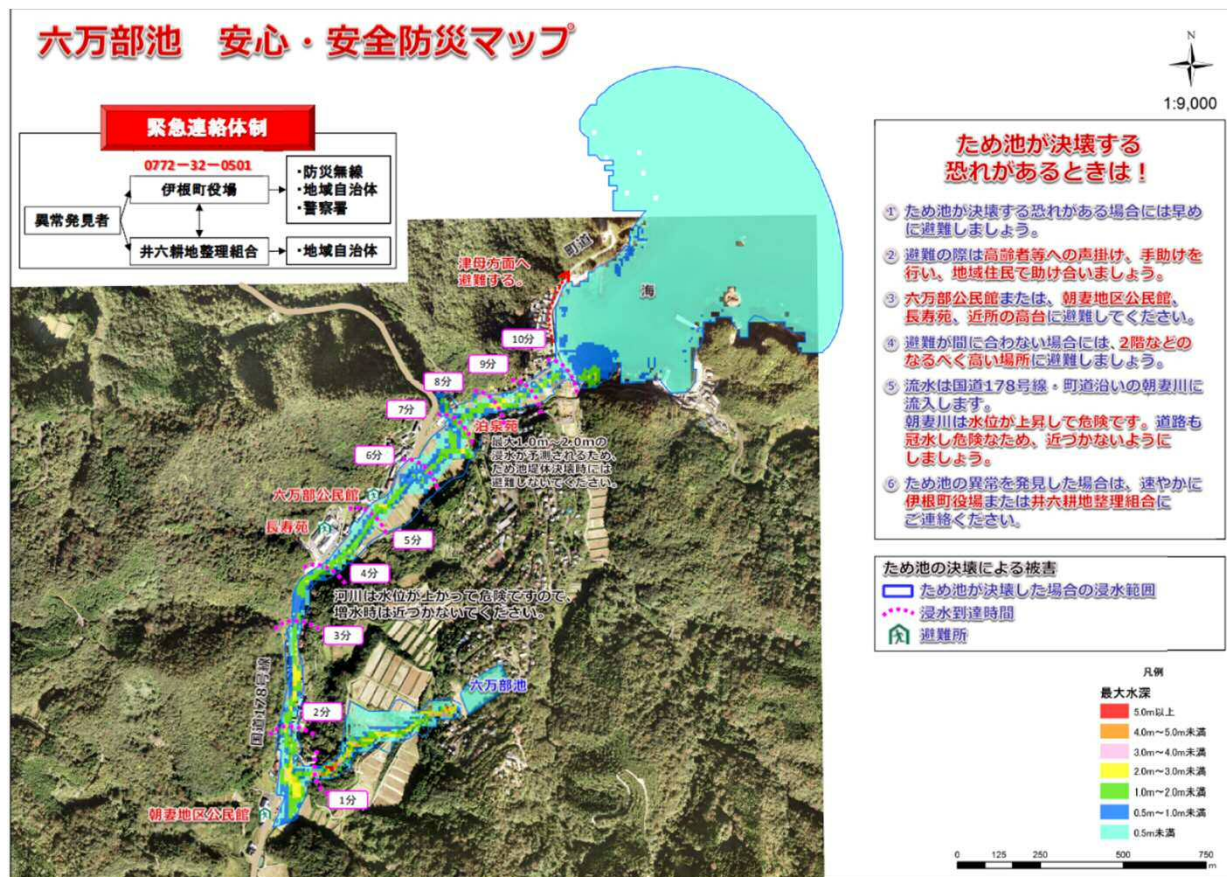 六万部池 安心・安全防災マップ
N
1:9,000
緊急連絡体制
0772-32-0501
伊根町役場
異常発見者
井六耕地整理組合
・防災無線
・地域自治体
・警察署
・地域自治体
ため池が決壊する
恐れがあるときは！
① ため池が決壊する恐れがある場合には早め
に避難しましょう。
② 避難の際は高齢者等への声掛け、手助けを
行い、地域住民で助け合いましょう。
③ 六万部公民館または、朝妻地区公民館、
長寿苑、近所の高台に避難してください。
④ 避難が間に合わない場合には、2階などの
なるべく高い場所に避難しましょう。
⑤ 流水は国道178号線・町道沿いの朝妻川に
流入します。
朝妻川は水位が上昇して危険です。道路も
冠水し危険なため、近づかないように
しましょう。
⑥ ため池の異常を発見した場合は、速やかに
伊根町役場または井六耕地整理組合に
ご連絡ください。
ため池の決壊による被害
ため池が決壊した場合の浸水範囲
浸水到達時間
避難所
凡例
最大水深
5.0m以上
4.0m～5.0m未満
3.0m～4.0m未満
2.0m～3.0m未満
1.0m～2.0m未満
0.5m～1.0m未満
0.5m未満
0 125 250 500 750
m
町道
津母方面へ
避難する。
海
10分
9分
8分
7分
泊泉苑
最大1.0m～2.0mの
浸水が予測されるため、
ため池堤体決壊時には
避難しないでください。
6分
六万部公民館
長寿苑
5分
4分
河川は水位が上がって危険ですので、
増水時は近づかないでください。
3分
国道178号線
六万部池
2分
1分
朝妻地区公民館